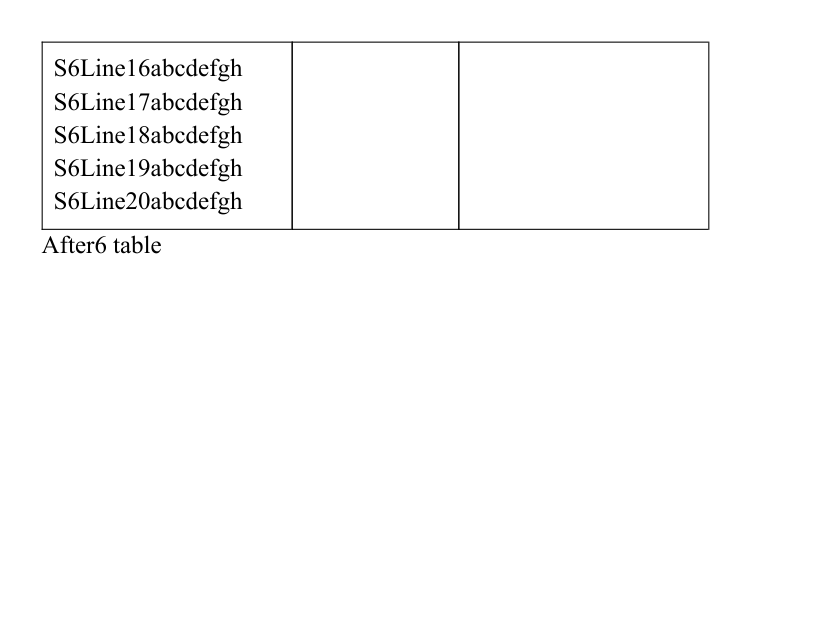 S6Line16abcdefgh
S6Line17abcdefgh
S6Line18abcdefgh
S6Line19abcdefgh
S6Line20abcdefgh
After6 table